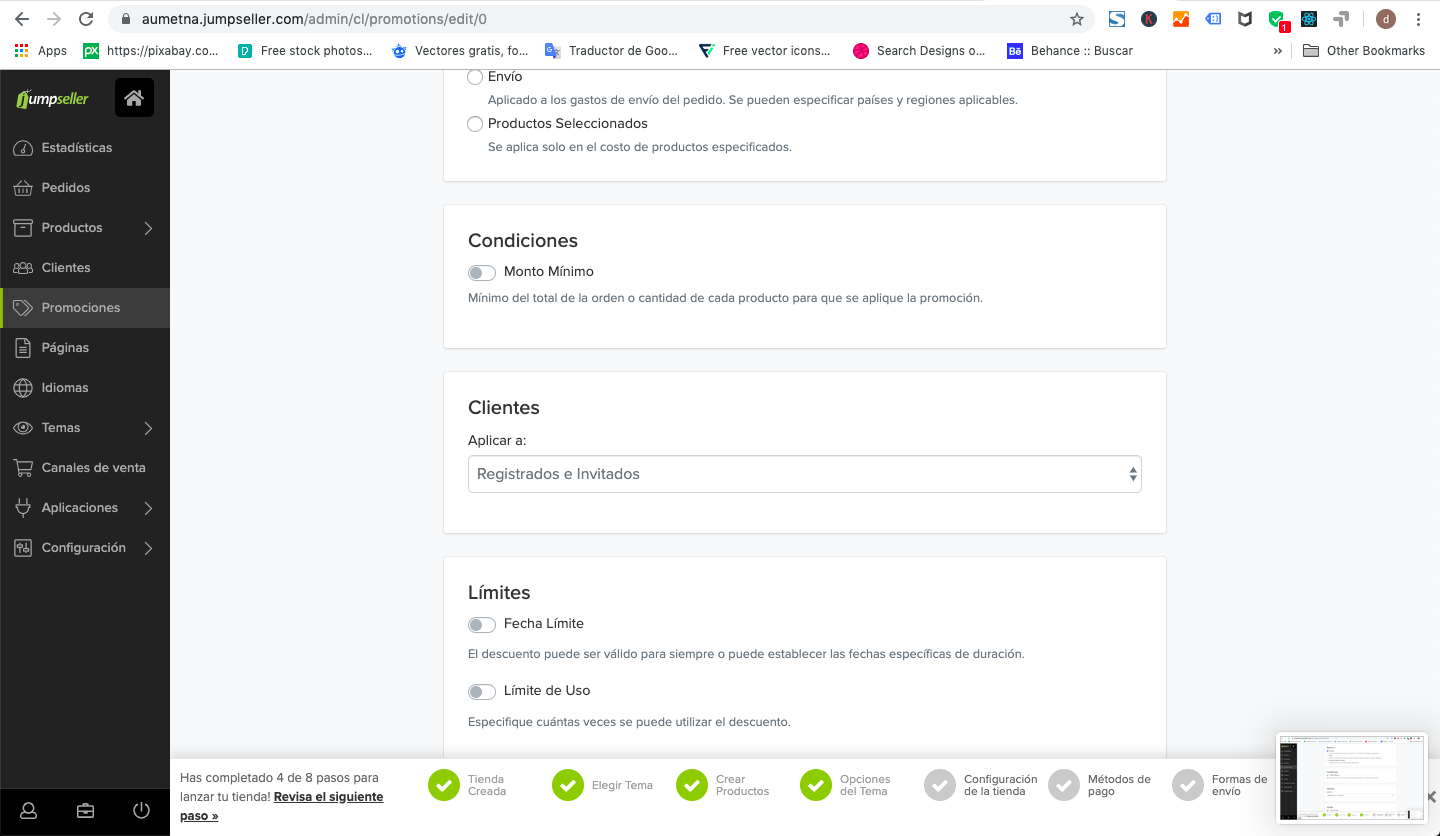 aumetna.jumpseller.com/admin/cl/promotions/edit/0
1
d
Apps
https://pixabay.co...
Free stock photos...
Vectores gratis, fo...
Traductor de Goo...
Free vector icons...
Search Designs o...
Bē
Behance :: Buscar
»
Other Bookmarks
jumpseller
Estadísticas
Pedidos
Productos
Clientes
Promociones
Páginas
Idiomas
Temas
Canales de venta
Aplicaciones
Configuración
Envío
Aplicado a los gastos de envío del pedido. Se pueden especificar países y regiones aplicables.
Productos Seleccionados
Se aplica solo en el costo de productos especificados.
Condiciones
Monto Mínimo
Mínimo del total de la orden o cantidad de cada producto para que se aplique la promoción.
Clientes
Aplicar a:
Registrados e Invitados
Límites
Fecha Límite
El descuento puede ser válido para siempre o puede establecer las fechas específicas de duración.
Límite de Uso
Especifique cuántas veces se puede utilizar el descuento.
Has completado 4 de 8 pasos para
lanzar tu tienda! Revisa el siguiente
paso »
Tienda
Creada
Elegir Tema
Crear
Productos
Opciones
del Tema
Configuración
de la tienda
Métodos de
pago
Formas de
envío